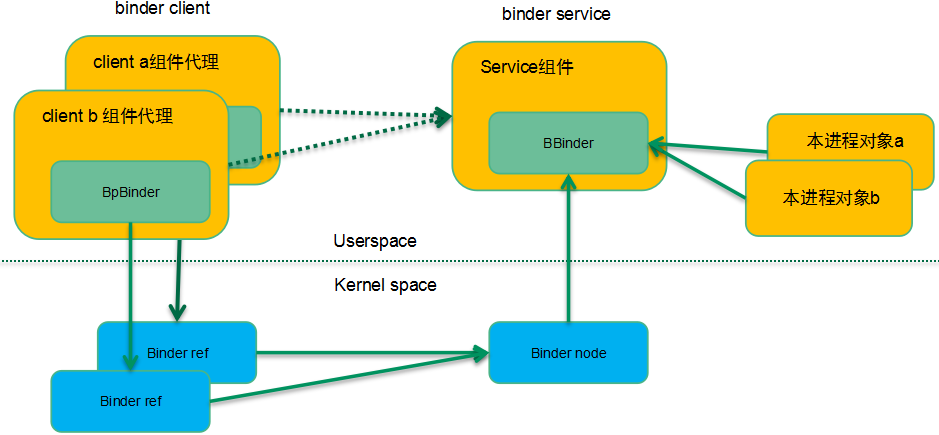 binder client
binder service
client a组件代理
client b 组件代理
BpBinder
Service组件
BBinder
本进程对象a
本进程对象b
Userspace
Kernel space
Binder ref
Binder ref
Binder node